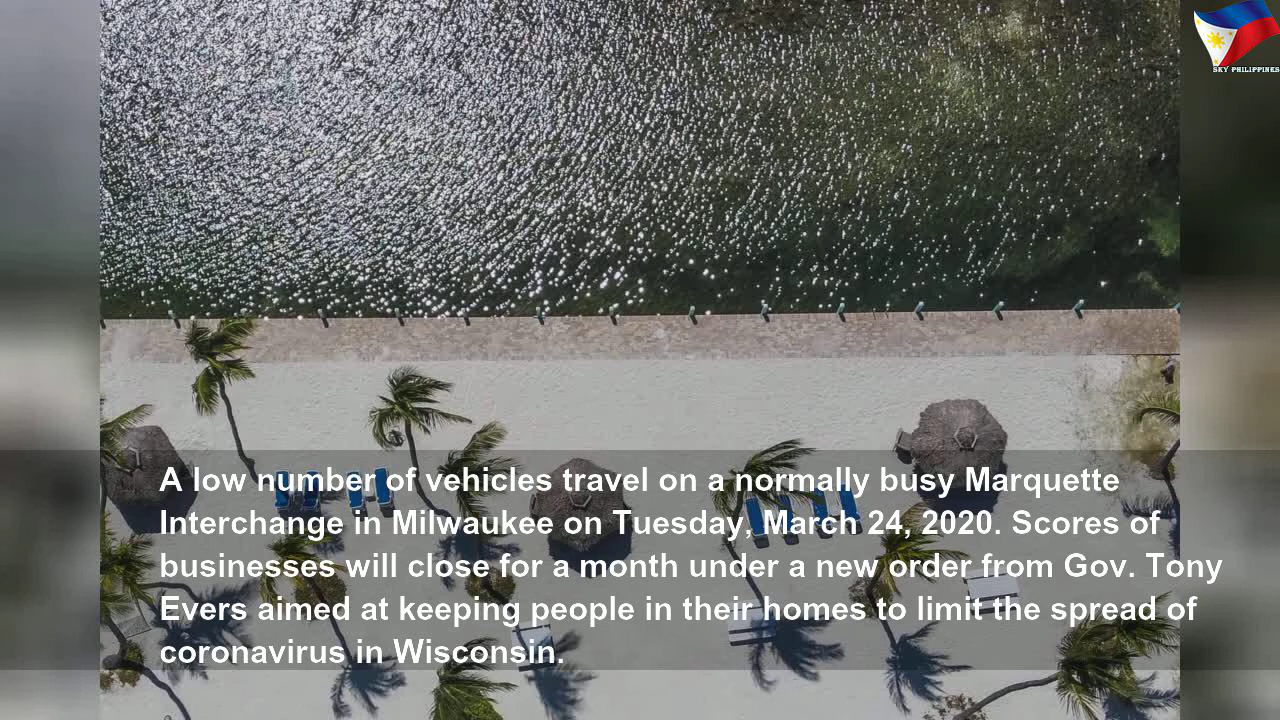 SKY PHILIPPINES
A low number of vehicles travel on a normally busy Marquette
Interchange in Milwaukee on Tuesday, March 24, 2020. Scores of
businesses will close for a month under a new order from Gov. Tony
Evers aimed at keeping people in their homes to limit the spread of
coronavirus in Wisconsin.